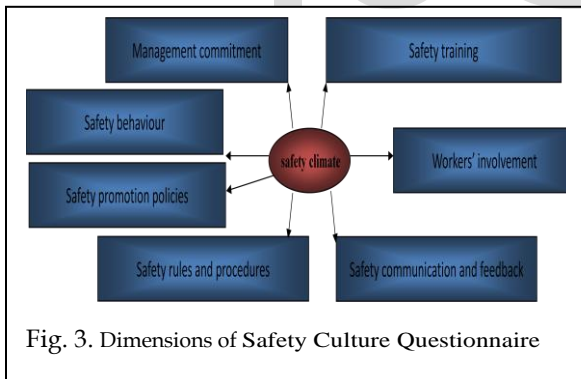 Management commitment
Safety training
Safety behaviour
safety climate
Workers' involvement
Safety promotion policies
Safety rules and procedures
Safety communication and feedback
Fig. 3. Dimensions of Safety Culture Questionnaire